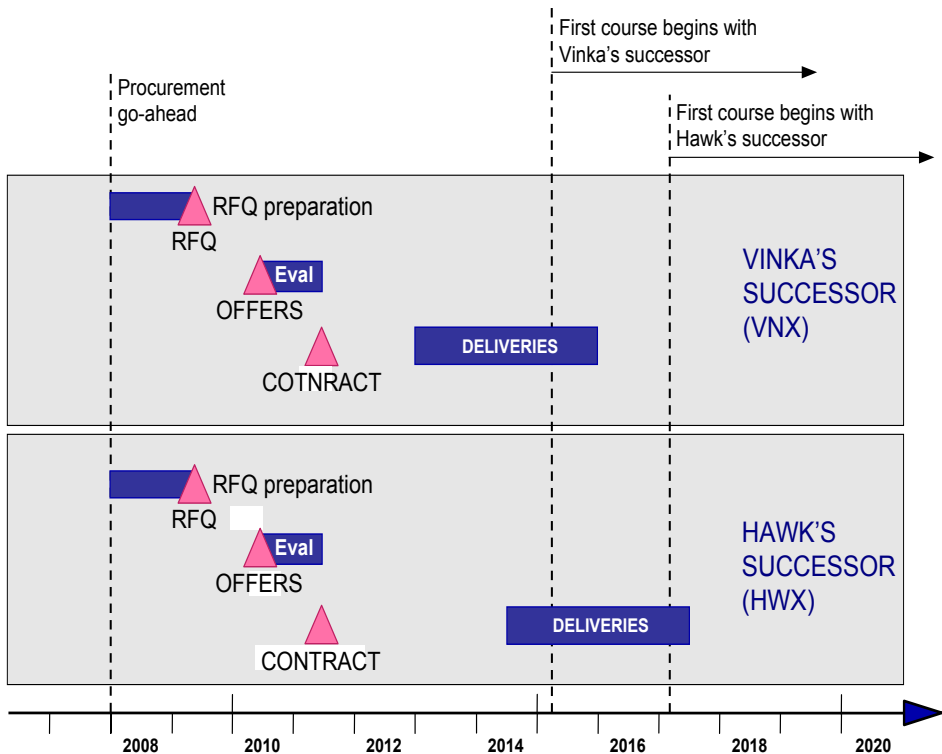 First course begins with
Vinka’s successor
Procurement
go-ahead
First course begins with
Hawk’s successor
RFQ preparation
RFQ
Eval
OFFERS
DELIVERIES
COTNRACT
VINKA’S
SUCCESSOR
(VNX)
RFQ preparation
RFQ
Eval
OFFERS
DELIVERIES
CONTRACT
HAWK’S
SUCCESSOR
(HWX)
2008 2010 2012 2014 2016 2018 2020